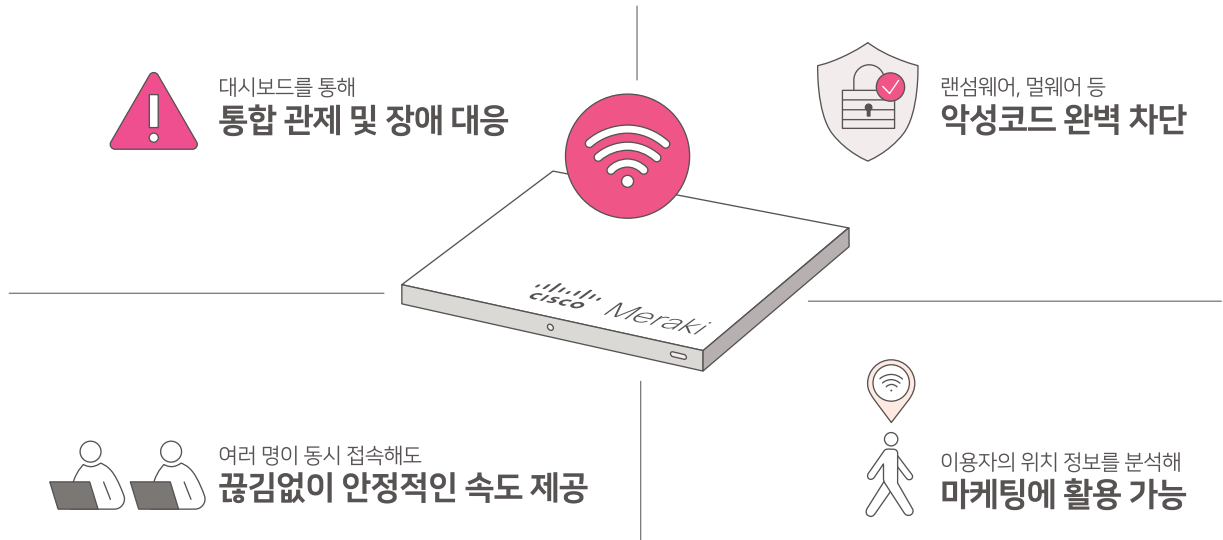 대시보드를 통해
통합 관제 및 장애 대응
랜섬웨어, 멀웨어 등
악성코드 완벽 차단
CISCO Meraki
여러 명이 동시 접속해도
끊김없이 안정적인 속도 제공
이용자의 위치 정보를 분석해
마케팅에 활용 가능